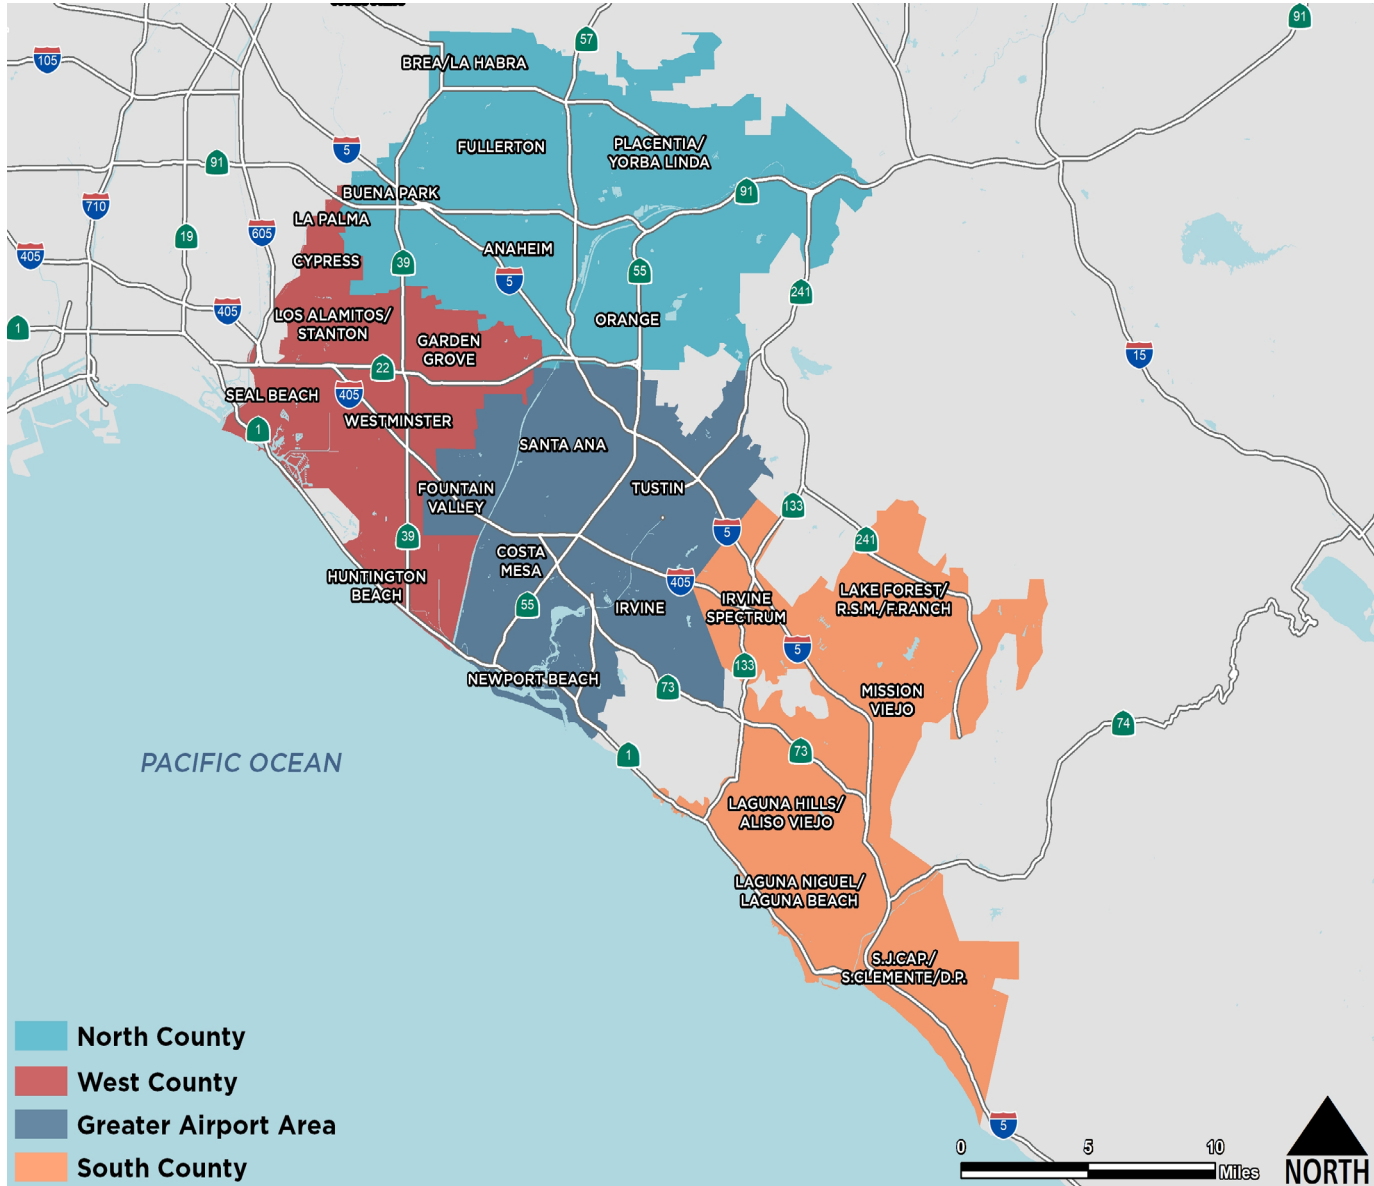 91
57
105
BREA/LA HABRA
5
FULLERTON
PLACENTIA/
YORBA LINDA
91
BUENA PARK
91
710
LA PALMA
19
605
ANAHEIM
405
CYPRESS
39
5
55
241
405
LOS ALAMITOS/
STANTON
ORANGE
1
GARDEN
GROVE
15
22
SEAL BEACH
405
WESTMINSTER
1
SANTA ANA
FOUNTAIN
VALLEY
TUSTIN
133
5
39
241
COSTA
MESA
HUNTINGTON
BEACH
405
55
IRVINE
IRVINE
SPECTRUM
LAKE FOREST/
R.S.M./F.RANCH
5
133
NEWPORT BEACH
73
MISSION
VIEJO
74
1
73
PACIFIC OCEAN
LAGUNA HILLS/
ALISO VIEJO
LAGUNA NIGUEL/
LAGUNA BEACH
S.J.CAP./
S.CLEMENTE/D.P.
North County
West County
Greater Airport Area
South County
5
0 5 10
Miles
NORTH